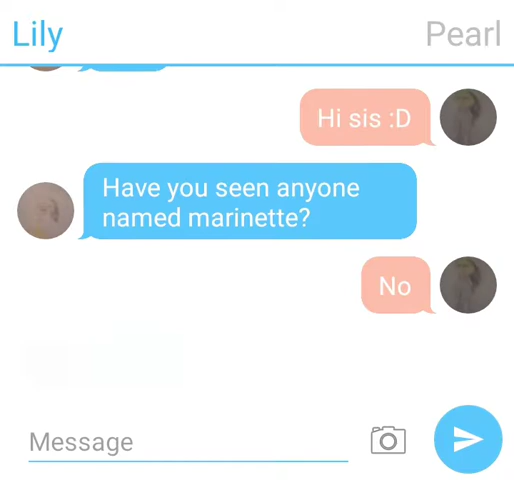 Lily
Pearl
Hi sis :D
Have you seen anyone
named marinette?
No
Message